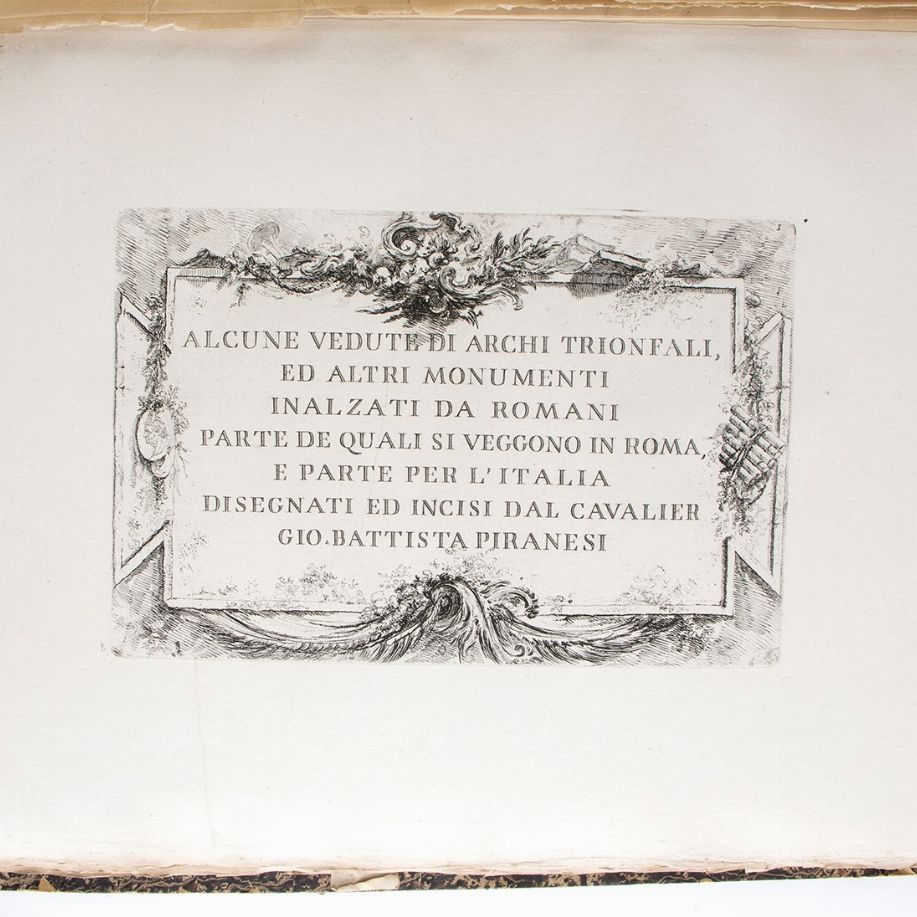 1
ALCUNE VEDUTE DI ARCHI TRIONFALI,
ED ALTRI MONUMENTI
INALZATI DA ROMANI
PARTE DE QUALI SI VEGGONO IN ROMA,
E PARTE PER L'ITALIA
DISEGNATI ED INCISI DAL CAVALIER
GIO.BATTISTA PIRANESI